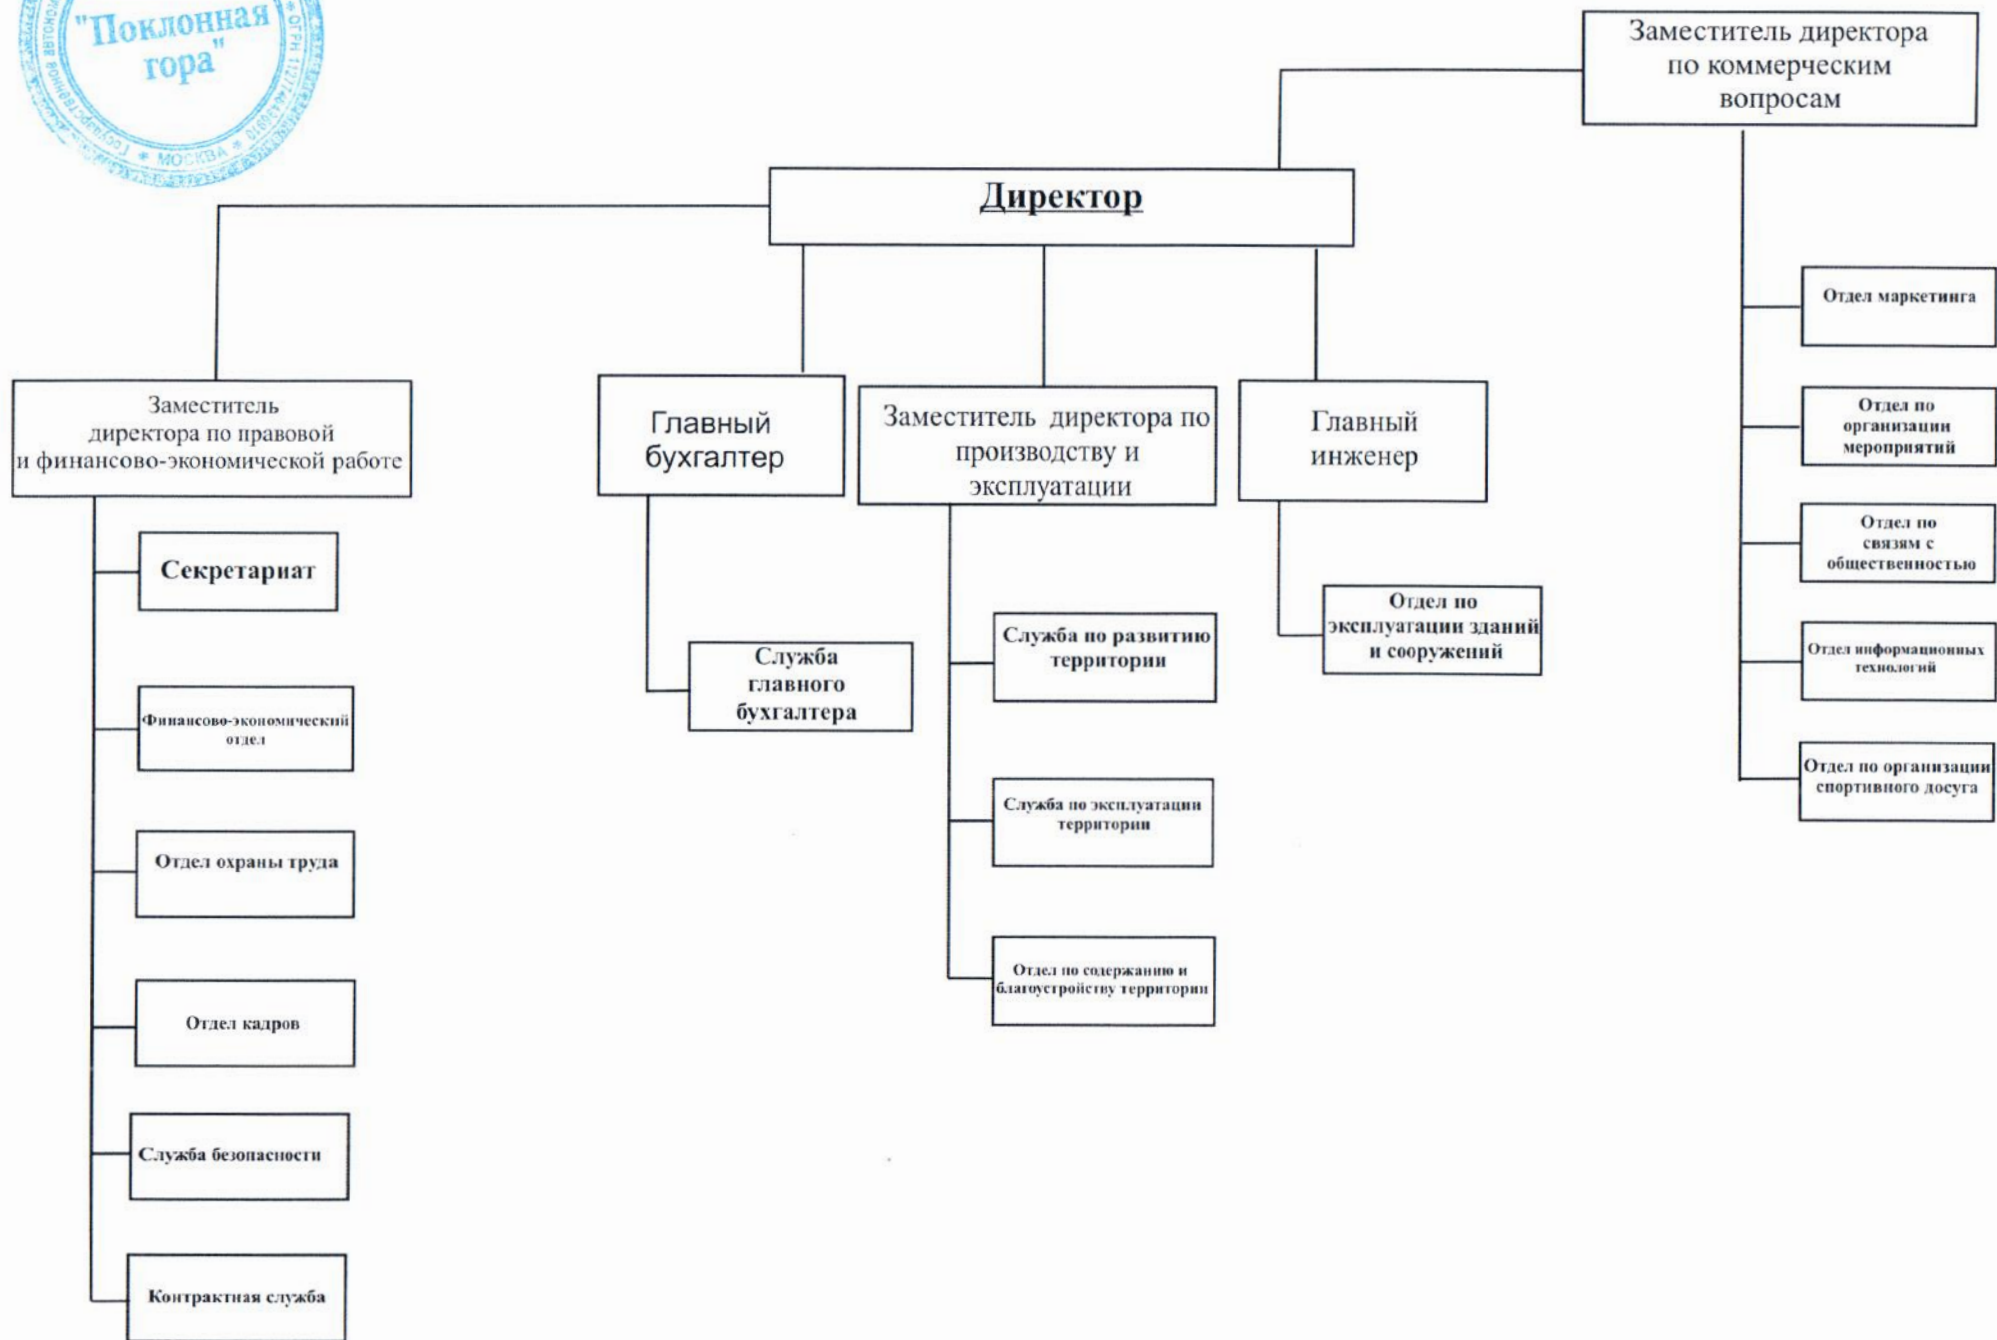 "Поклонная
гора"
МОСКВА
Заместитель директора
по коммерческим
вопросам
Директор
Заместитель
директора по правовой
и финансово-экономической работе
Главный
бухгалтер
Заместитель директора по
производству и
эксплуатации
Главный
инженер
Секретариат
Финансово-экономический
отдел
Отдел охраны труда
Отдел кадров
Служба безопасности
Контрактная служба
Служба
главного
бухгалтера
Служба по развитию
территории
Служба по эксплуатации
территории
Отдел по содержанию и
благоустройству территории
Отдел по
эксплуатации зданий
и сооружений
Отдел маркетинга
Отдел по
организации
мероприятий
Отдел по
связям с
общественностью
Отдел информационных
технологий
Отдел по организации
спортивного досуга